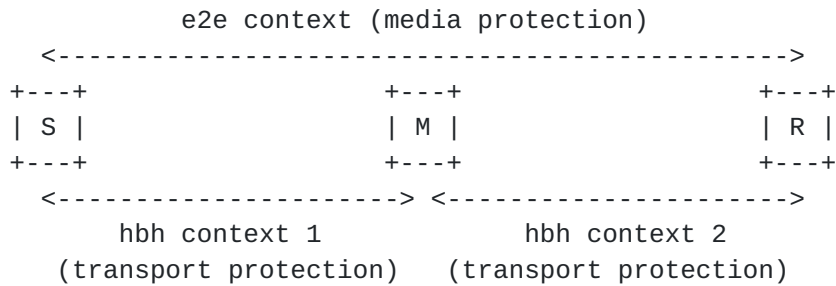 e2e context (media protection)
<----------------------------------------------->
+---+                   +---+                   +---+
| S |                   | M |                   | R |
+---+                   +---+                   +---+
<----------------------> <---------------------->
hbh context 1             hbh context 2
(transport protection)   (transport protection)